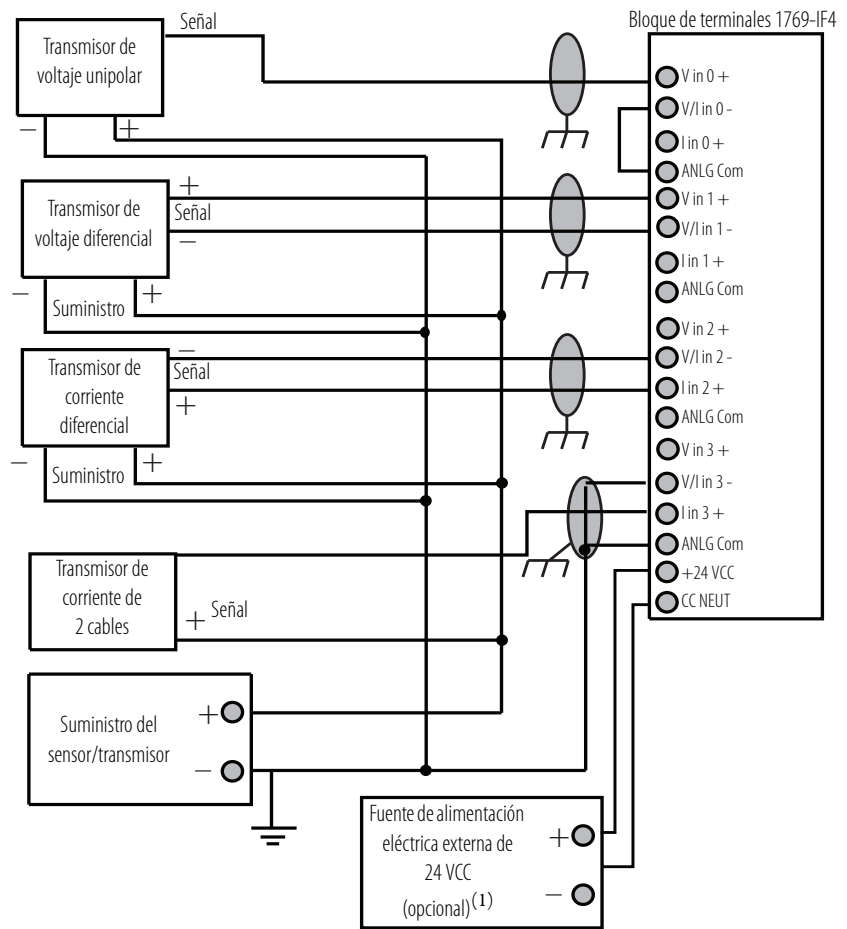 Bloque de terminales 1769-IF4
Señal
Transmisor de
voltaje unipolar
− +
V in 0 +
V/I in 0 -
I in 0 +
ANLG Com
Transmisor de
voltaje diferencial
+
Señal
−
− Suministro +
V in 1 +
V/I in 1 -
I in 1 +
ANLG Com
Transmisor de
corriente
diferencial
−
Señal
+
− Suministro +
V in 2 +
V/I in 2 -
I in 2 +
ANLG Com
V in 3 +
V/I in 3 -
I in 3 +
ANLG Com
+24 VCC
CC NEUT
Transmisor de
corriente de
2 cables
+ Señal
Suministro del
sensor/transmisor
+
−
Fuente de alimentación
eléctrica externa de
24 VCC
(opcional)(1)
+
−